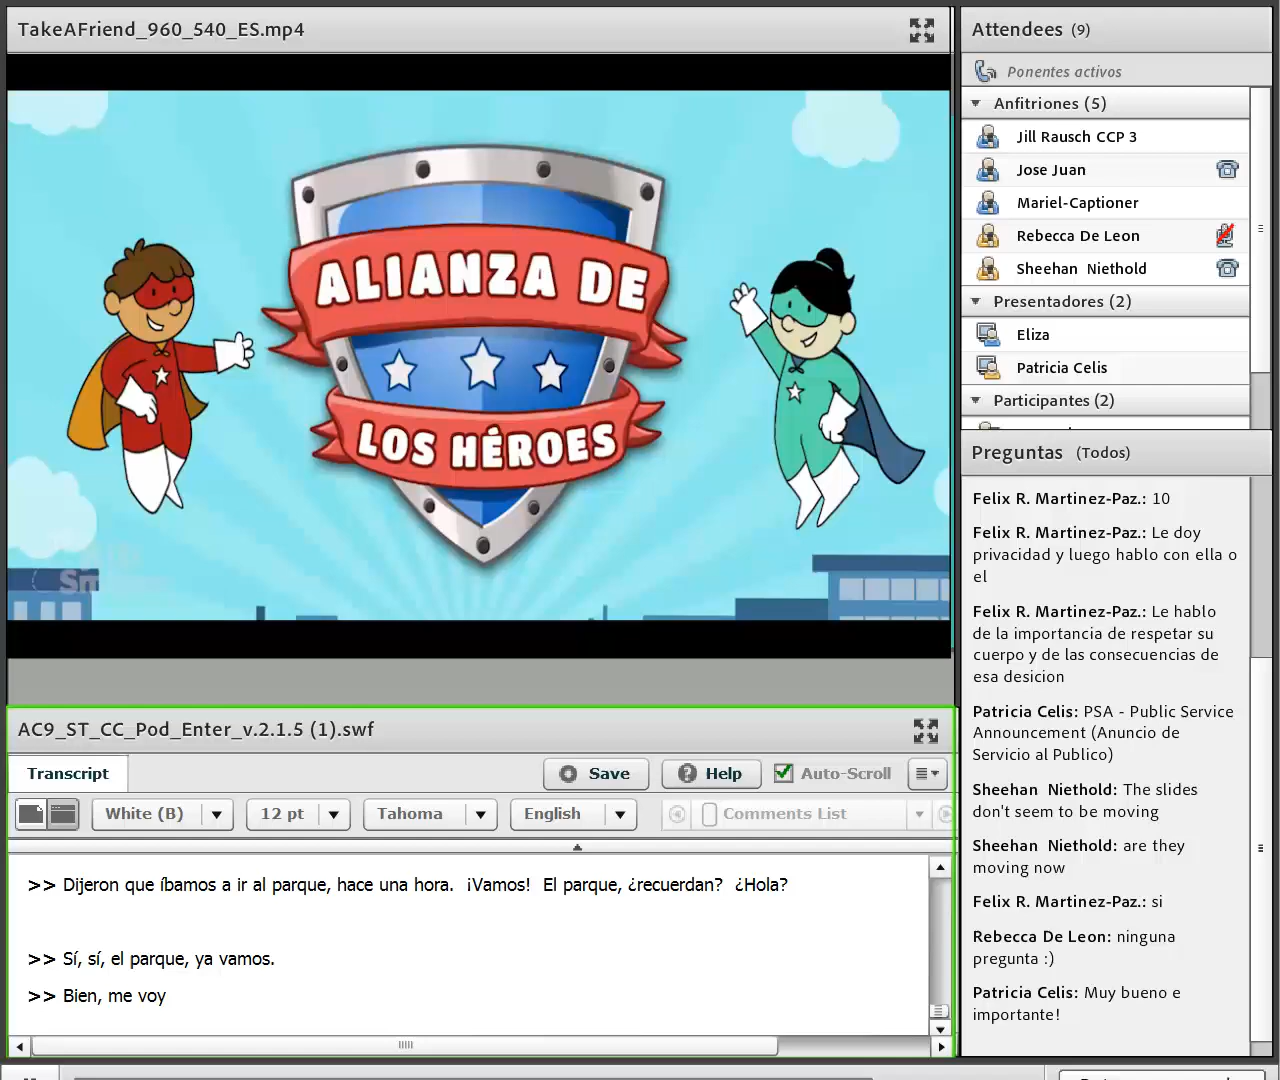 TakeAFriend_960_540_ES.mp4
ALIANZA DE
LOS HÉROES
AC9_ST_CC_Pod_Enter_v.2.1.5 (1).swf
Transcript
Save
Help
Auto-Scroll
White (B)
12 pt
Tahoma
English
Comments List
>> Dijeron que íbamos a ir al parque, hace una hora.  ¡Vamos!  El parque, ¿recuerdan?  ¿Hola?
>> Sí, sí, el parque, ya vamos.
>> Bien, me voy
Attendees (9)
Ponentes activos
Anfitriones (5)
Jill Rausch CCP 3
Jose Juan
Mariel-Captioner
Rebecca De Leon
Sheehan  Niethold
Presentadores (2)
Eliza
Patricia Celis
Participantes (2)
Preguntas (Todos)
Felix R. Martinez-Paz.: 10
Felix R. Martinez-Paz.: Le doy
privacidad y luego hablo con ella o
el
Felix R. Martinez-Paz.: Le hablo
de la importancia de respetar su
cuerpo y de las consecuencias de
esa desicion
Patricia Celis: PSA - Public Service
Announcement (Anuncio de
Servicio al Publico)
Sheehan  Niethold: The slides
don't seem to be moving
Sheehan  Niethold: are they
moving now
Felix R. Martinez-Paz.: si
Rebecca De Leon: ninguna
pregunta :)
Patricia Celis: Muy bueno e
importante!